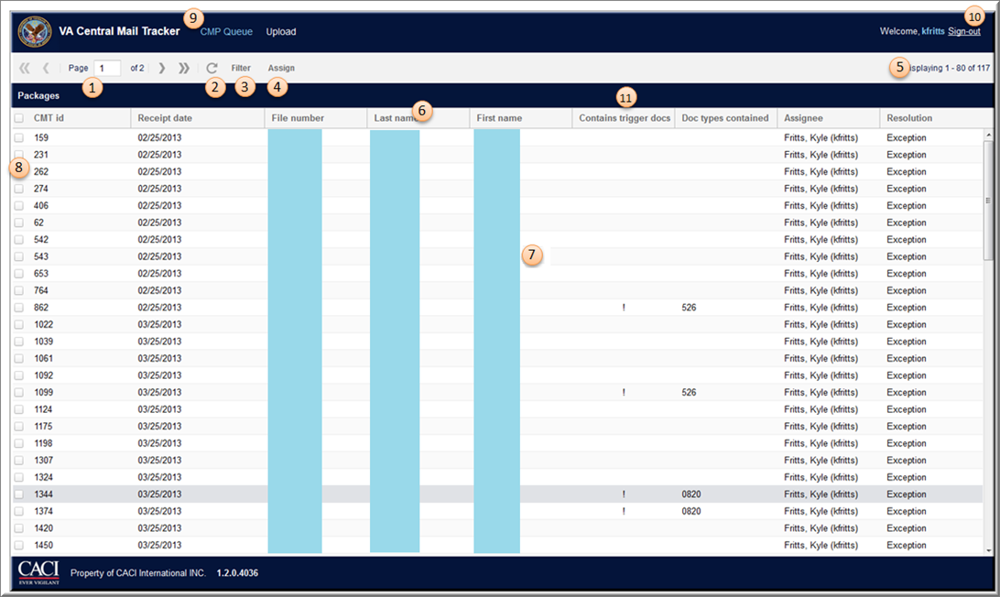 9 10
VA Central Mail Tracker CMP Queue Upload Welcome, kfritts Sign-out
Page 1 of 2 Filter Assign 5 isplaying 1 - 80 of 117
1 2 3 4
Packages 11
CMT id Receipt date File number Last name 6 First name Contains trigger docs Doc types contained Assignee Resolution
159 02/25/2013 Fritts, Kyle (kfritts) Exception
231 02/25/2013 Fritts, Kyle (kfritts) Exception
8
262 02/25/2013 Fritts, Kyle (kfritts) Exception
274 02/25/2013 Fritts, Kyle (kfritts) Exception
406 02/25/2013 Fritts, Kyle (kfritts) Exception
62 02/25/2013 Fritts, Kyle (kfritts) Exception
542 02/25/2013 Fritts, Kyle (kfritts) Exception
543 02/25/2013 7 Fritts, Kyle (kfritts) Exception
653 02/25/2013 Fritts, Kyle (kfritts) Exception
764 02/25/2013 Fritts, Kyle (kfritts) Exception
862 02/25/2013 ! 526 Fritts, Kyle (kfritts) Exception
1022 03/25/2013 Fritts, Kyle (kfritts) Exception
1039 03/25/2013 Fritts, Kyle (kfritts) Exception
1061 03/25/2013 Fritts, Kyle (kfritts) Exception
1092 03/25/2013 Fritts, Kyle (kfritts) Exception
1099 03/25/2013 ! 526 Fritts, Kyle (kfritts) Exception
1124 03/25/2013 Fritts, Kyle (kfritts) Exception
1175 03/25/2013 Fritts, Kyle (kfritts) Exception
1198 03/25/2013 Fritts, Kyle (kfritts) Exception
1307 03/25/2013 Fritts, Kyle (kfritts) Exception
1324 03/25/2013 Fritts, Kyle (kfritts) Exception
1344 03/25/2013 ! 0820 Fritts, Kyle (kfritts) Exception
1374 03/25/2013 ! 0820 Fritts, Kyle (kfritts) Exception
1420 03/25/2013 Fritts, Kyle (kfritts) Exception
1450 03/25/2013 Fritts, Kyle (kfritts) Exception
CACI Property of CACI International INC. 1.2.0.4036
EVER VIGILANT